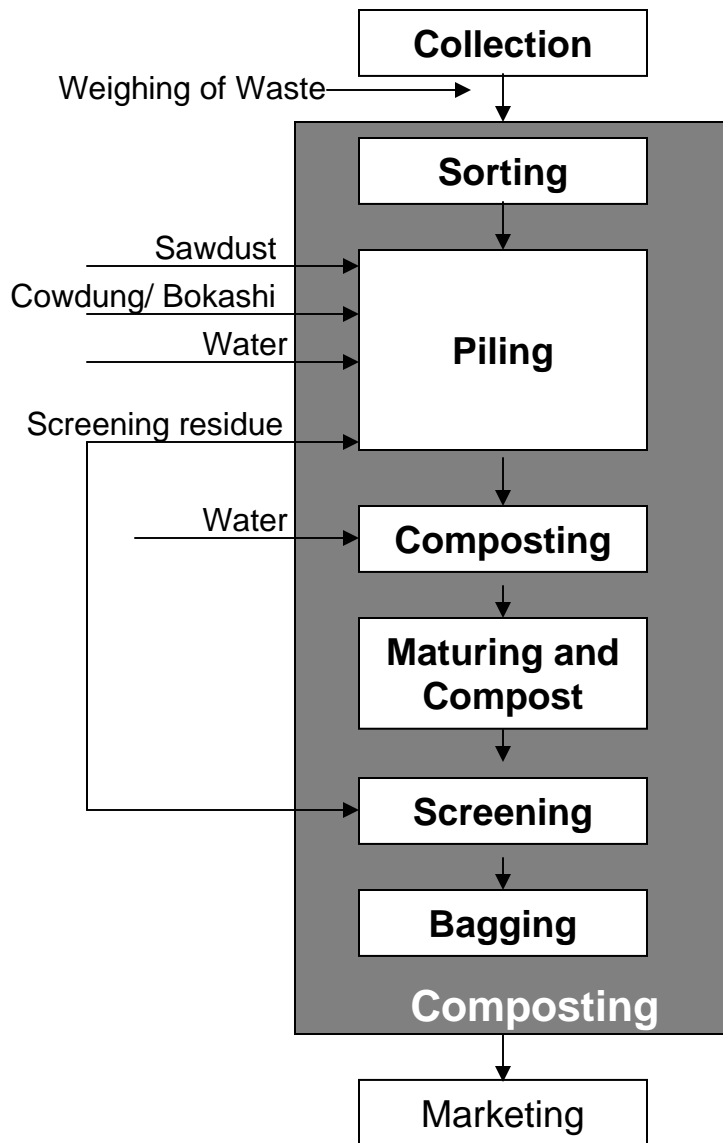 Collection
Weighing of Waste
Sorting
Sawdust
Cowdung/ Bokashi
Water
Piling
Screening residue
Water
Composting
Maturing and
Compost
Screening
Bagging
Composting
Marketing